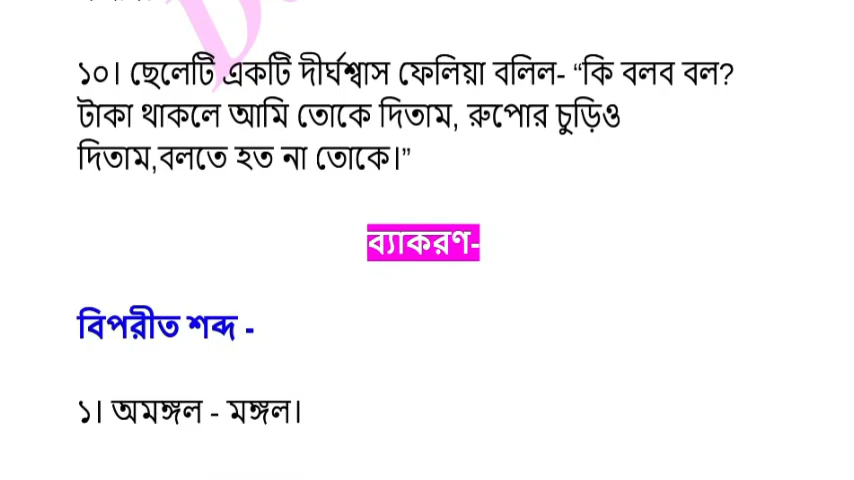 ১০। ছেলেটি একটি দীর্ঘশ্বাস ফেলিয়া বলিল- “কি বলব বল?
টাকা থাকলে আমি তোকে দিতাম, রুপোর চুড়িও
দিতাম,বলতে হত না তোকে।”
ব্যাকরণ-
বিপরীত শব্দ -
১। অমঙ্গল - মঙ্গল।